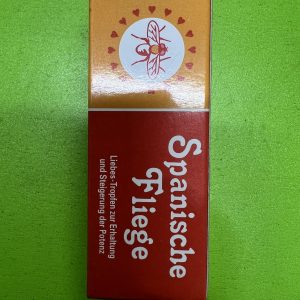 Spanische
Fliege
Liebes-Tropfen zur Erhaltung
und Steigerung der Potenz